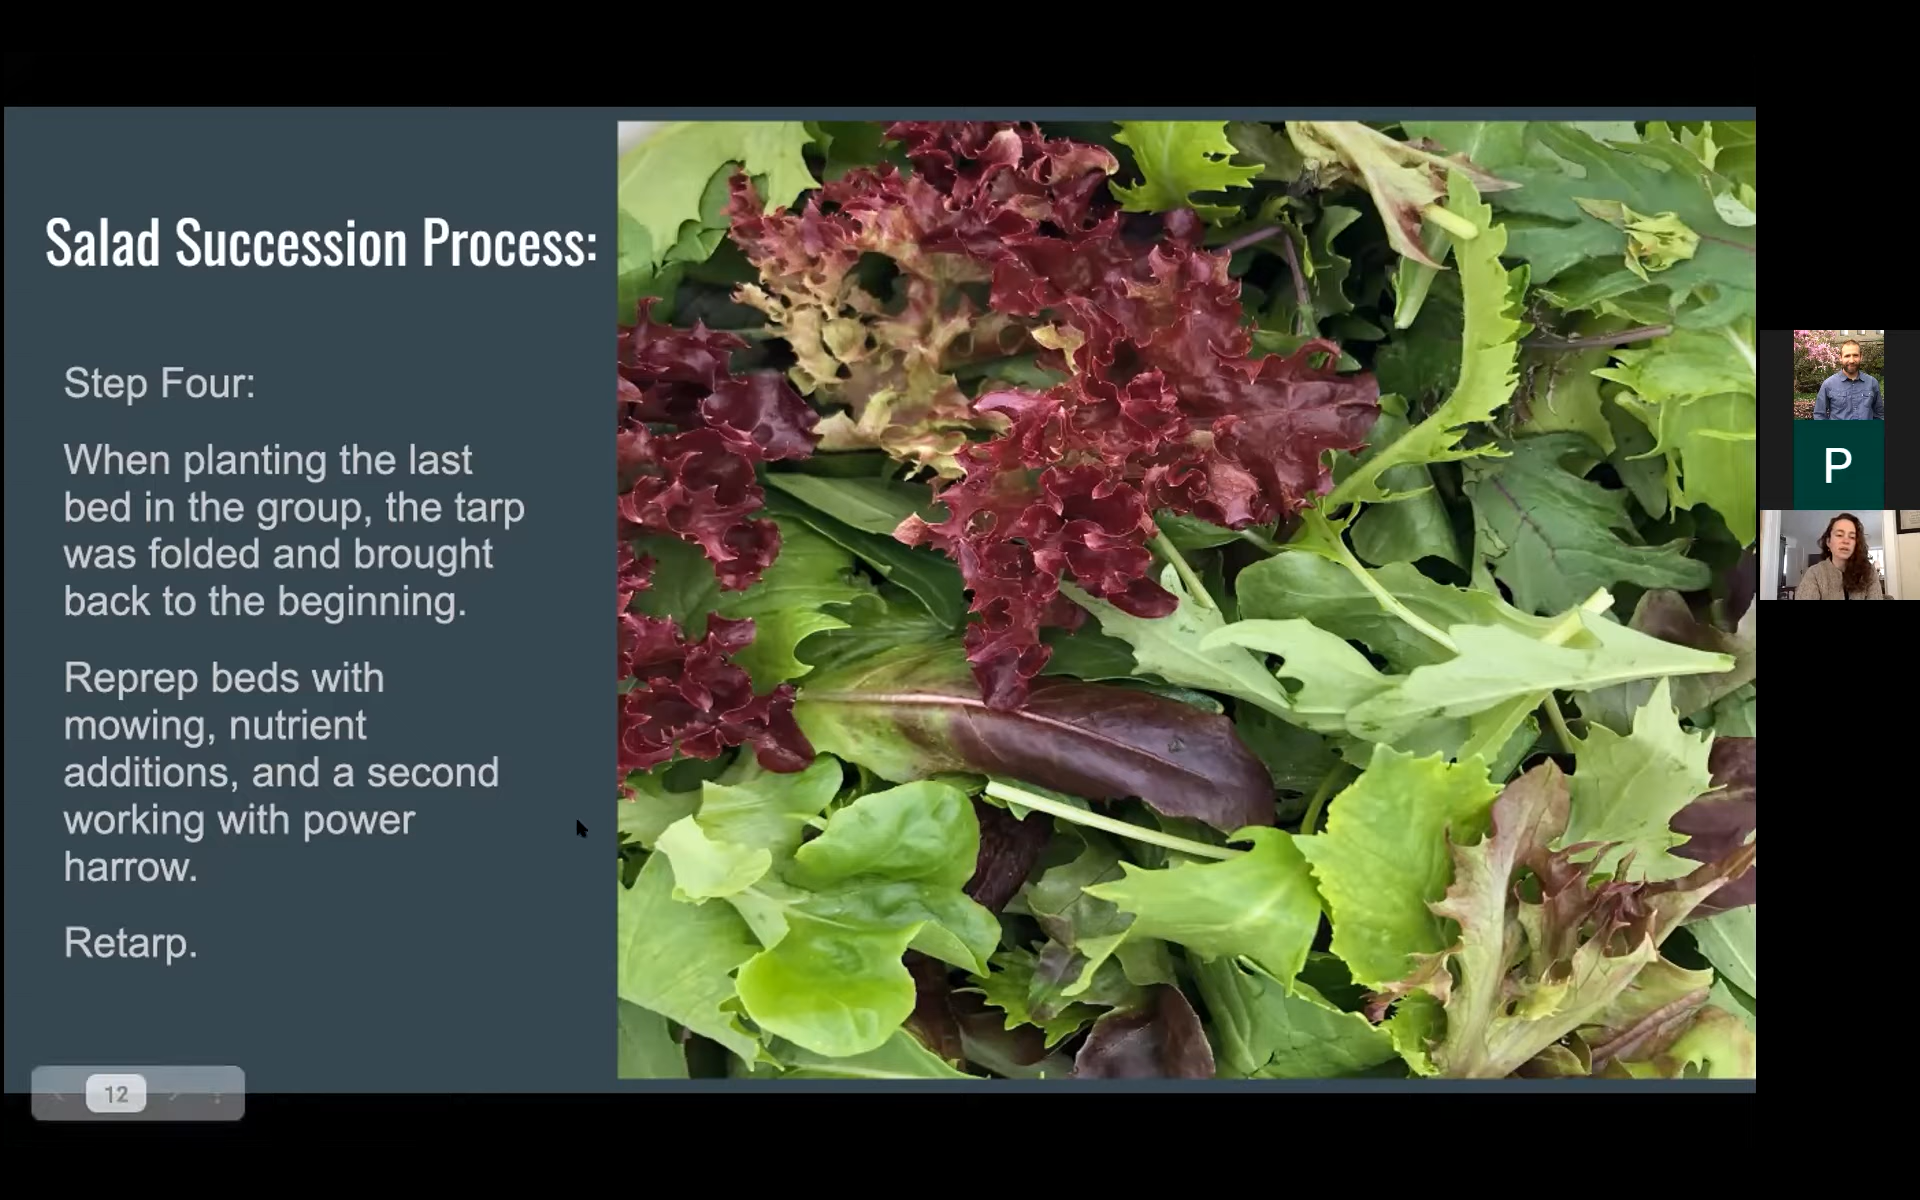 Salad Succession Process:
Step Four:
When planting the last
bed in the group, the tarp
was folded and brought
back to the beginning.
Reprep beds with
mowing, nutrient
additions, and a second
working with power
harrow.
Retarp.
12
P